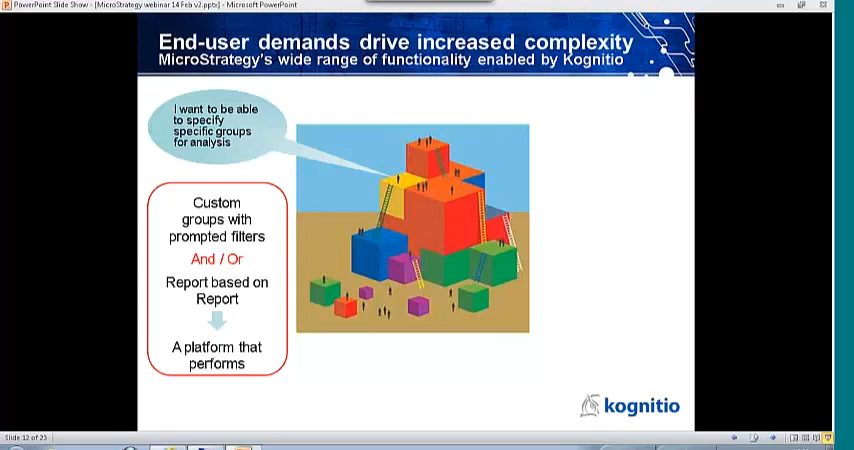 PowerPoint Slide Show - [MicroStrategy webinar 14 Feb v2.pptx] - Microsoft PowerPoint
End-user demands drive increased complexity
MicroStrategy's wide range of functionality enabled by Kognitio
I want to be able
to specify
specific groups
for analysis
Custom
groups with
prompted filters
And / Or
Report based on
Report
A platform that
performs
kognitio
Slide 12 of 23